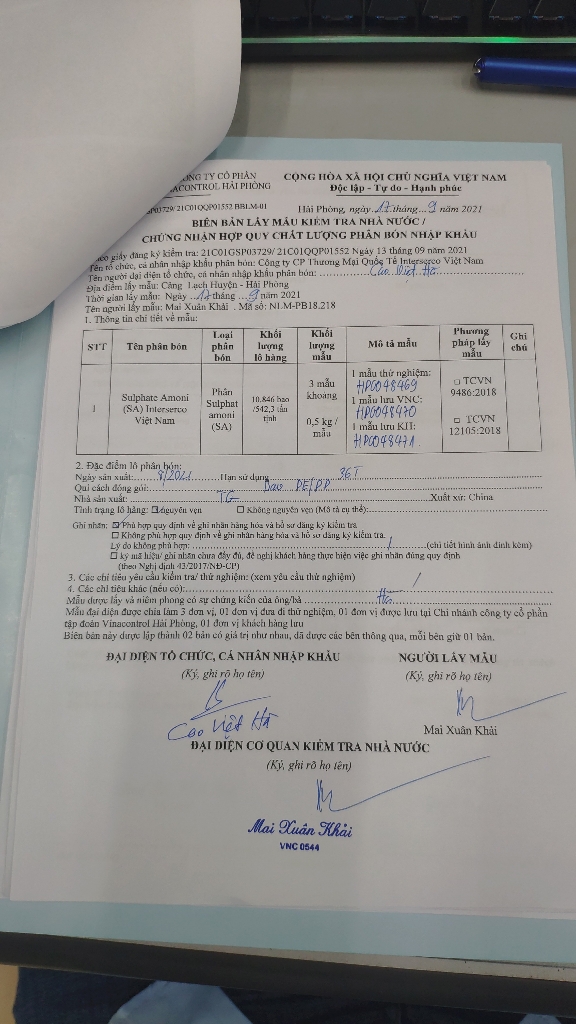 NG TY CỔ PHẦN
ACONTROL HẢI PHÒNG
CỘNG HÒA XÃ HỘI CHỦ NGHĨA VIỆT NAM
Độc lập - Tự do - Hạnh phúc
SP03729/ 21C01QQP01552 BBLM-01
Hải Phòng, ngày 17 tháng 9 năm 2021
BIÊN BẢN LẤY MẪU KIỂM TRA NHÀ NƯỚC /
CHỨNG NHẬN HỢP QUY CHẤT LƯỢNG PHÂN BÓN NHẬP KHẨU
giấy đăng ký kiểm tra: 21C01GSP03729/ 21C01QQP01552 Ngày 13 tháng 09 năm 2021
Tên tổ chức, cá nhân nhập khẩu phân bón: Công ty CP Thương Mại Quốc Tế Interserco Việt Nam
Tên người đại diện tổ chức, cá nhân nhập khẩu phân bón: Cao Việt Hà
Địa điểm lấy mẫu: Cảng Lạch Huyện - Hải Phòng
Thời gian lấy mẫu: Ngày 17 tháng 9 năm 2021
Tên người lấy mẫu: Mai Xuân Khải . Mã số: NLM-PB18.218
1. Thông tin chi tiết về mẫu:
STT Tên phân bón Loại phân bón Khối lượng lô hàng Khối lượng mẫu Mô tả mẫu Phương pháp lấy mẫu Ghi chú
1 Sulphate Amoni (SA) Interserco Việt Nam Phân Sulphat amoni (SA) 10.846 bao /542,3 tấn tịnh 3 mẫu khoảng 0,5 kg / mẫu
1 mẫu thử nghiệm:
HP0048469
1 mẫu lưu VNC:
HP0048470
1 mẫu lưu KH:
HP0048471
□ TCVN 9486:2018
□ TCVN 12105:2018
2. Đặc điểm lô phân bón:
Ngày sản xuất: 8/2021 Hạn sử dụng 36T
Qui cách đóng gói: Bao PE/PP
Nhà sản xuất: TG Xuất xứ: China
Tình trạng lô hàng: ☑ Nguyên vẹn □ Không nguyên vẹn (Mô tả cụ thể):
Ghi nhãn: ☑ Phù hợp quy định về ghi nhãn hàng hóa và hồ sơ đăng ký kiểm tra
□ Không phù hợp quy định về ghi nhãn hàng hóa và hồ sơ đăng ký kiểm tra.
Lý do không phù hợp: / (chi tiết hình ảnh đính kèm)
□ ký mã hiệu/ ghi nhãn chưa đầy đủ, đề nghị khách hàng thực hiện việc ghi nhãn đúng quy định
(theo Nghị định 43/2017/NĐ-CP)
3. Các chỉ tiêu yêu cầu kiểm tra/ thử nghiệm: (xem yêu cầu thử nghiệm)
4. Các chỉ tiêu khác (nếu có): /
Mẫu được lấy và niêm phong có sự chứng kiến của ông/bà Hà
Mẫu đại diện được chia làm 3 đơn vị, 01 đơn vị đưa đi thử nghiệm, 01 đơn vị được lưu tại Chi nhánh công ty cổ phần
tập đoàn Vinacontrol Hải Phòng, 01 đơn vị khách hàng lưu
Biên bản này được lập thành 02 bản có giá trị như nhau, đã được các bên thông qua, mỗi bên giữ 01 bản.
ĐẠI DIỆN TỔ CHỨC, CÁ NHÂN NHẬP KHẨU
NGƯỜI LẤY MẪU
(Ký, ghi rõ họ tên)
(Ký, ghi rõ họ tên)
Cao Việt Hà
Mai Xuân Khải
ĐẠI DIỆN CƠ QUAN KIỂM TRA NHÀ NƯỚC
(Ký, ghi rõ họ tên)
Mai Xuân Khải
VNC 0544